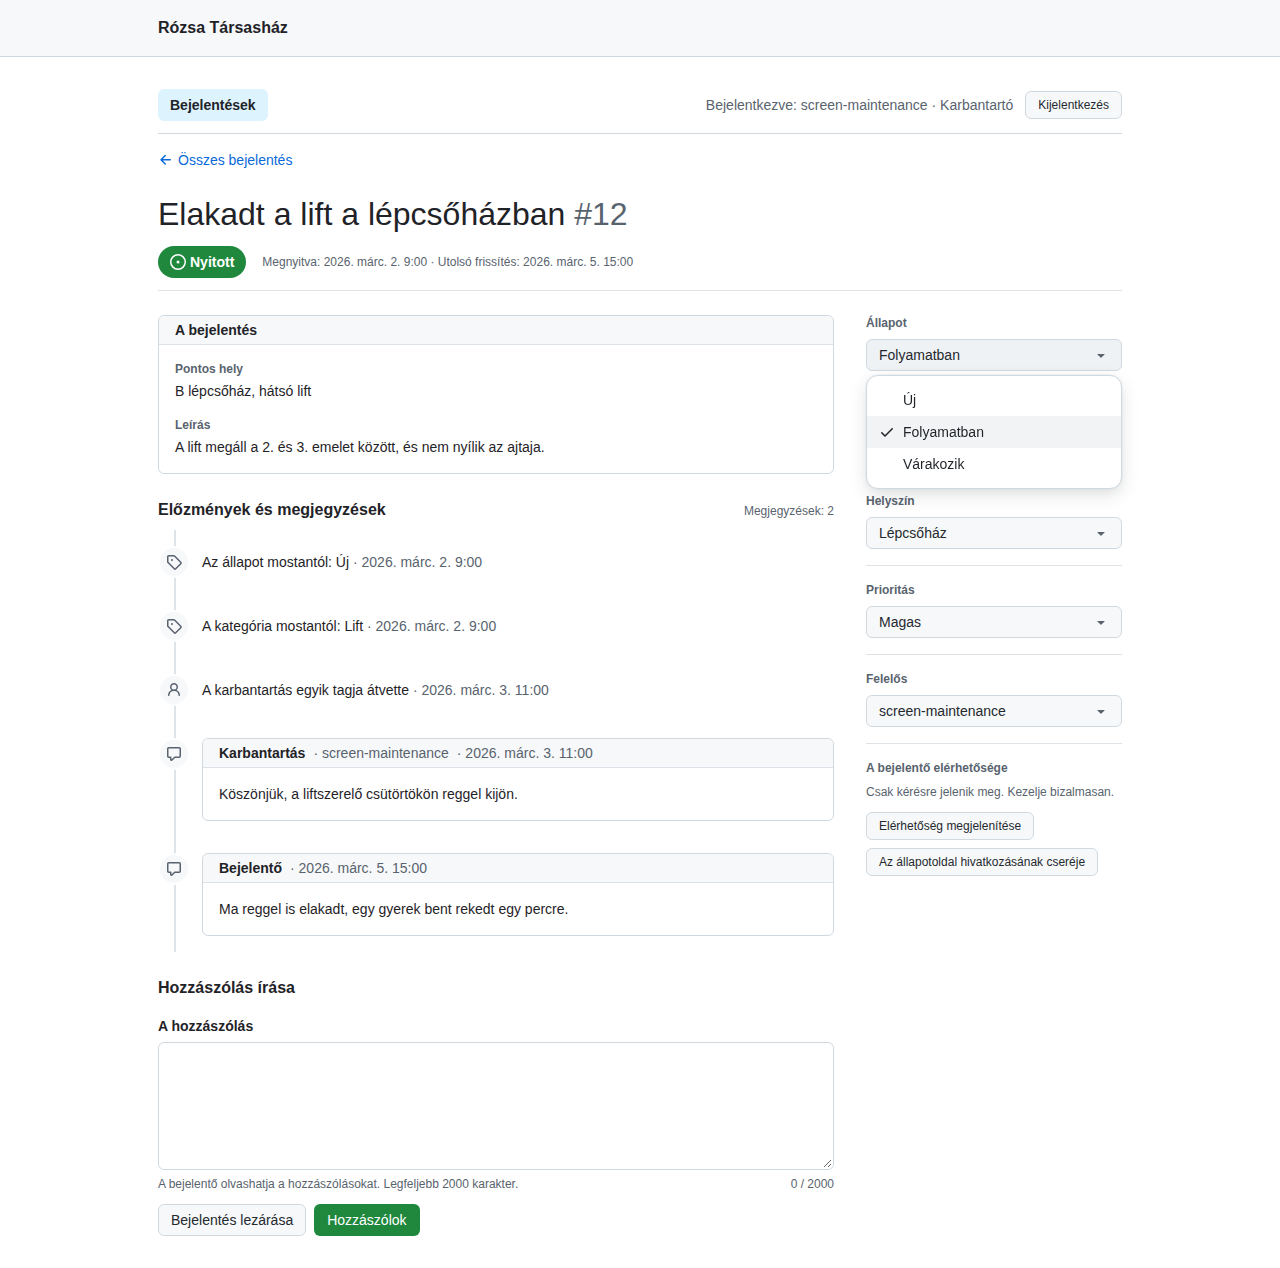 Rózsa Társasház
Bejelentések
Bejelentkezve: screen-maintenance · Karbantartó
Kijelentkezés
Összes bejelentés
Elakadt a lift a lépcsőházban #12
Nyitott
Megnyitva: 2026. márc. 2. 9:00 · Utolsó frissítés: 2026. márc. 5. 15:00
A bejelentés
Pontos hely
B lépcsőház, hátsó lift
Leírás
A lift megáll a 2. és 3. emelet között, és nem nyílik az ajtaja.
Előzmények és megjegyzések
Megjegyzések: 2
Az állapot mostantól: Új · 2026. márc. 2. 9:00
A kategória mostantól: Lift · 2026. márc. 2. 9:00
A karbantartás egyik tagja átvette · 2026. márc. 3. 11:00
Karbantartás · screen-maintenance · 2026. márc. 3. 11:00
Köszönjük, a liftszerelő csütörtökön reggel kijön.
Bejelentő · 2026. márc. 5. 15:00
Ma reggel is elakadt, egy gyerek bent rekedt egy percre.
Hozzászólás írása
A hozzászólás
A bejelentő olvashatja a hozzászólásokat. Legfeljebb 2000 karakter.
0 / 2000
Bejelentés lezárása
Hozzászólok
Állapot
Folyamatban
Új
Folyamatban
Várakozik
Helyszín
Lépcsőház
Prioritás
Magas
Felelős
screen-maintenance
A bejelentő elérhetősége
Csak kérésre jelenik meg. Kezelje bizalmasan.
Elérhetőség megjelenítése
Az állapotoldal hivatkozásának cseréje